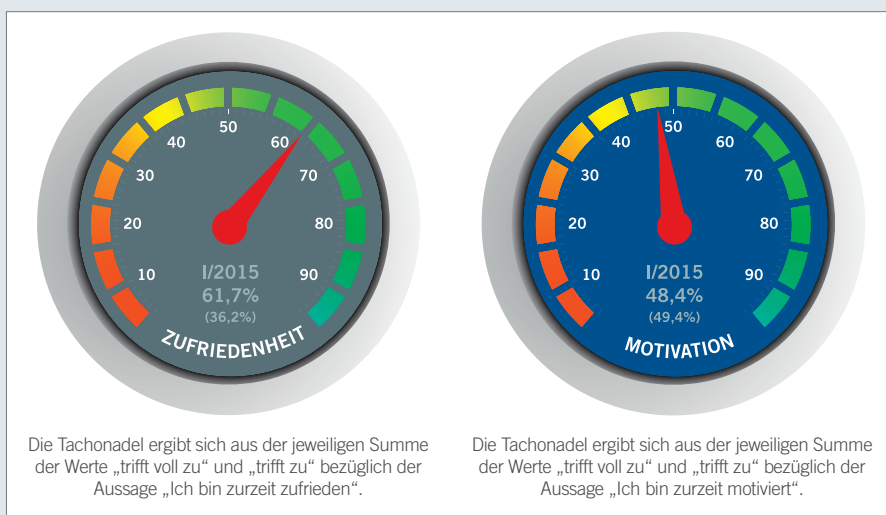 50
40
60
30
70
20
80
10
90
I/2015
61,7%
(36,2%)
ZUFRIEDENHEIT
Die Tachonadel ergibt sich aus der jeweiligen Summe
der Werte „trifft voll zu“ und „trifft zu“ bezüglich der
Aussage „Ich bin zurzeit zufrieden“.
50
40
60
30
70
20
80
10
90
I/2015
48,4%
(49,4%)
MOTIVATION
Die Tachonadel ergibt sich aus der jeweiligen Summe
der Werte „trifft voll zu“ und „trifft zu“ bezüglich der
Aussage „Ich bin zurzeit motiviert“.